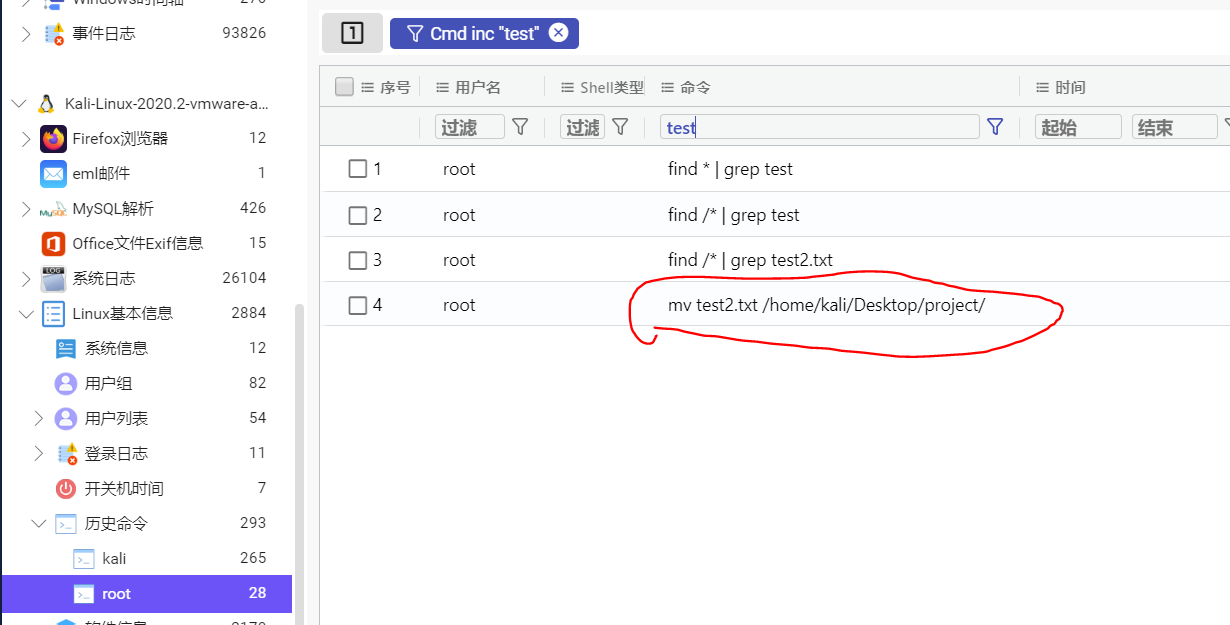 Windows时间轴 270
事件日志 93826
Kali-Linux-2020.2-vmware-a...
Firefox浏览器 12
eml邮件 1
MySQL解析 426
Office文件Exif信息 15
LOG 系统日志 26104
Linux基本信息 2884
系统信息 12
用户组 82
用户列表 54
登录日志 11
开关机时间 7
历史命令 293
kali 265
root 28
软件信息
1 Cmd inc "test"
序号 用户名 Shell类型 命令 时间
过滤 过滤 test 起始 结束
1 root find * | grep test
2 root find /* | grep test
3 root find /* | grep test2.txt
4 root mv test2.txt /home/kali/Desktop/project/